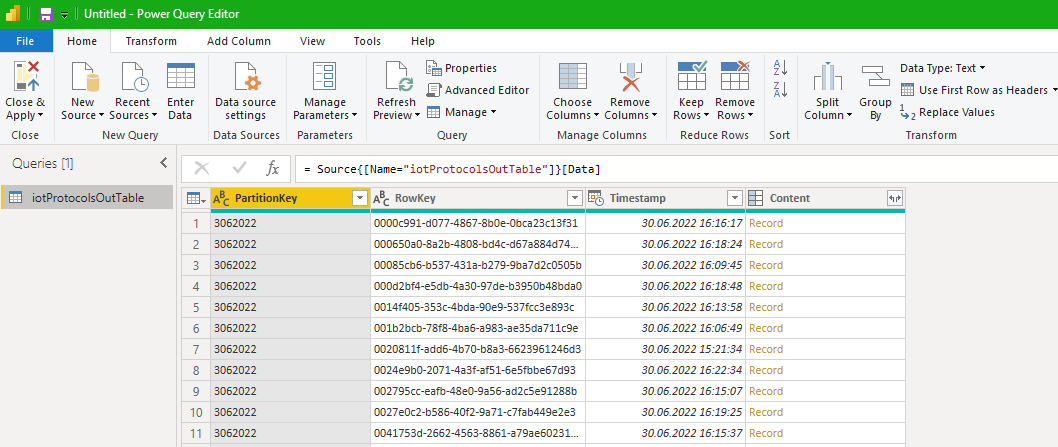 Untitled - Power Query Editor
File Home Transform Add Column View Tools Help
Close & Apply
New Source
Recent Sources
Enter Data
Data source settings
Manage Parameters
Refresh Preview
Properties
Advanced Editor
Manage
Choose Columns
Remove Columns
Keep Rows
Remove Rows
A Z
Z A
Split Column
Group By
Data Type: Text
Use First Row as Headers
1 2 Replace Values
Close New Query Data Sources Parameters Query Manage Columns Reduce Rows Sort Transform
Queries [1]
fx = Source{[Name="iotProtocolsOutTable"]}[Data]
iotProtocolsOutTable
ABC PartitionKey ABC RowKey Timestamp Content
1 3062022 0000c991-d077-4867-8b0e-0bca23c13f31 30.06.2022 16:16:17 Record
2 3062022 000650a0-8a2b-4808-bd4c-d67a884d74... 30.06.2022 16:18:24 Record
3 3062022 00085cb6-b537-431a-b279-9ba7d2c0505b 30.06.2022 16:09:45 Record
4 3062022 000d2bf4-e5db-4a30-97de-b3950b48bda0 30.06.2022 16:18:48 Record
5 3062022 0014f405-353c-4bda-90e9-537fcc3e893c 30.06.2022 16:13:58 Record
6 3062022 001b2bcb-78f8-4ba6-a983-ae35da711c9e 30.06.2022 16:06:49 Record
7 3062022 0020811f-add6-4b70-b8a3-6623961246d3 30.06.2022 15:21:34 Record
8 3062022 0024e9b0-2071-4a3f-af51-6e5fbbe67d93 30.06.2022 16:22:34 Record
9 3062022 002795cc-eafb-48e0-9a56-ad2c5e91288b 30.06.2022 16:15:07 Record
10 3062022 0027e0c2-b586-40f2-9a71-c7fab449e2e3 30.06.2022 16:19:25 Record
11 3062022 0041753d-2662-4563-8861-a79ae60231... 30.06.2022 16:15:37 Record